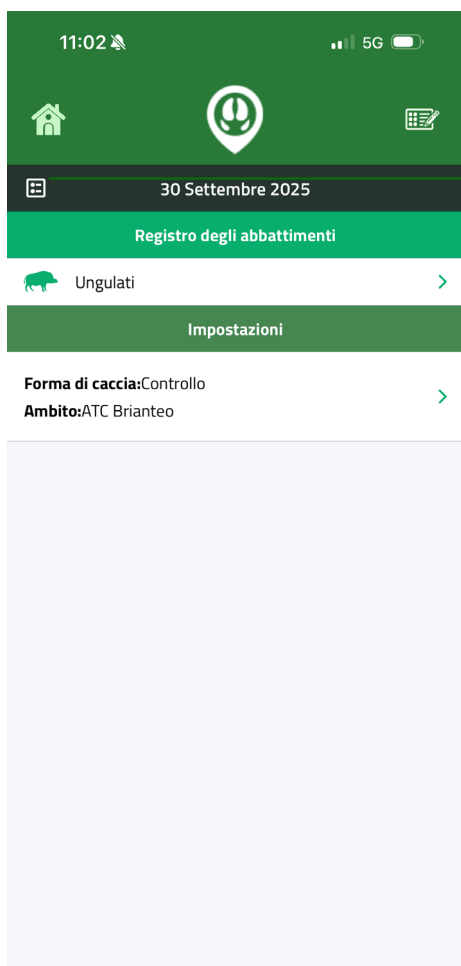 11:02 5G
30 Settembre 2025
Registro degli abbattimenti
Ungulati
Impostazioni
Forma di caccia:Controllo
Ambito:ATC Brianteo